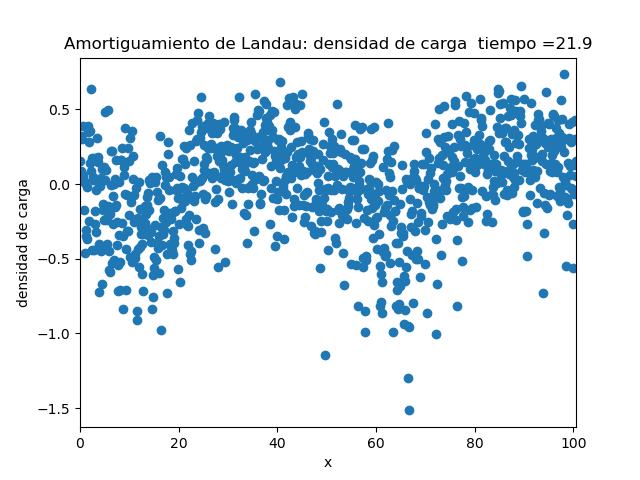 Amortiguamiento de Landau: densidad de carga  tiempo =21.9
densidad de carga
0.5
0.0
−0.5
−1.0
−1.5
0 20 40 60 80 100
x